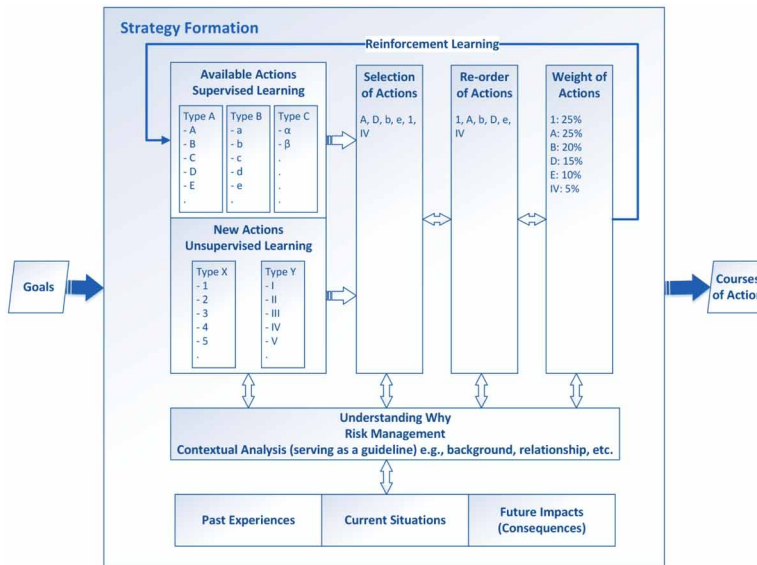 Strategy Formation
Reinforcement Learning
Available Actions
Supervised Learning
Type A
- A
- B
- C
- D
- E
.
Type B
- a
- b
- c
- d
- e
.
Type C
- α
- β
.
.
.
.
New Actions
Unsupervised Learning
Type X
- 1
- 2
- 3
- 4
- 5
.
Type Y
- I
- II
- III
- IV
- V
.
Selection
of Actions
A, D, b, e, 1,
IV
Re-order
of Actions
1, A, b, D, e,
IV
Weight of
Actions
1: 25%
A: 25%
B: 20%
D: 15%
E: 10%
IV: 5%
Goals
Courses
of Action
Understanding Why
Risk Management
Contextual Analysis (serving as a guideline) e.g., background, relationship, etc.
Past Experiences
Current Situations
Future Impacts
(Consequences)